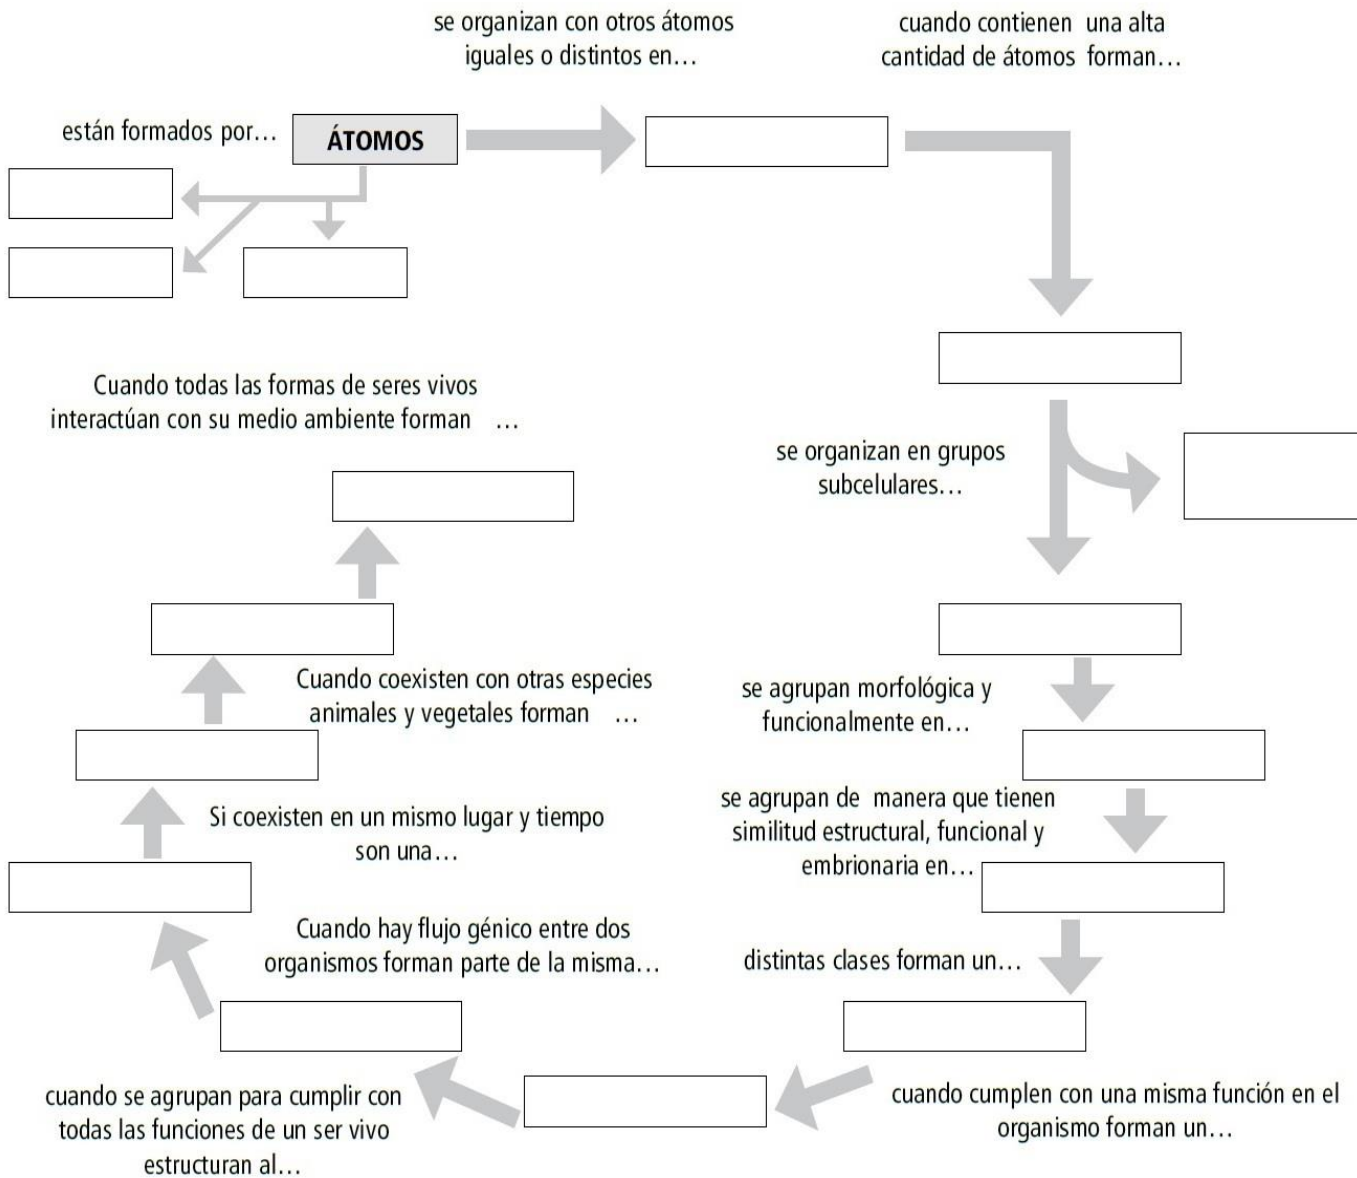 se organizan con otros átomos
iguales o distintos en...
cuando contienen una alta
cantidad de átomos forman...
están formados por...
ÁTOMOS
Cuando todas las formas de seres vivos
interactúan con su medio ambiente forman ...
se organizan en grupos
subcelulares...
Cuando coexisten con otras especies
animales y vegetales forman ...
se agrupan morfológica y
funcionalmente en...
Si coexisten en un mismo lugar y tiempo
son una...
se agrupan de manera que tienen
similitud estructural, funcional y
embrionaria en...
Cuando hay flujo génico entre dos
organismos forman parte de la misma...
distintas clases forman un...
cuando se agrupan para cumplir con
todas las funciones de un ser vivo
estructuran al...
cuando cumplen con una misma función en el
organismo forman un...